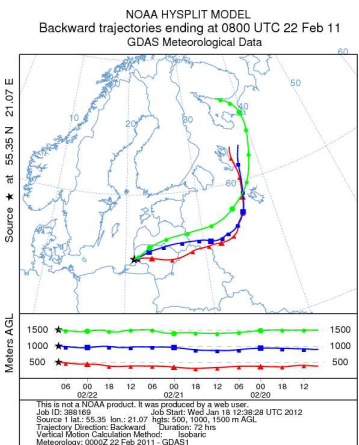 NOAA HYSPLIT MODEL
Backward trajectories ending at 0800 UTC 22 Feb 11
GDAS Meteorological Data
Source ★ at 55.35 N 21.07 E
60
50
40
30
20
10
60
Meters AGL
1500 1500
1000 1000
500 500
06 00 18 12 06 00 18 12 06 00 18 12
02/22 02/21 02/20
This is not a NOAA product. It was produced by a web user.
Job ID: 388169 Job Start: Wed Jan 18 12:38:28 UTC 2012
Source 1 lat.: 55.35 lon.: 21.07 hgts: 500, 1000, 1500 m AGL
Trajectory Direction: Backward Duration: 72 hrs
Vertical Motion Calculation Method: Isobaric
Meteorology: 0000Z 22 Feb 2011 - GDAS1